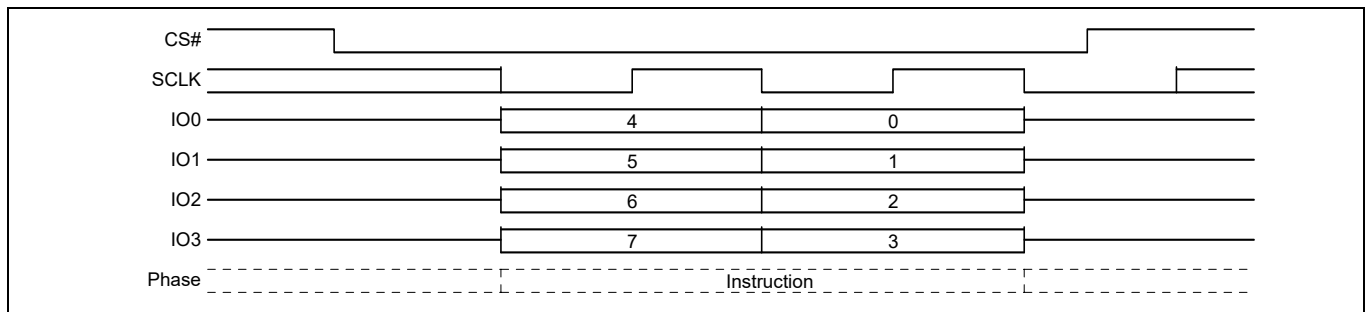 CS#
SCLK
IO0 4 0
IO1 5 1
IO2 6 2
IO3 7 3
Phase Instruction